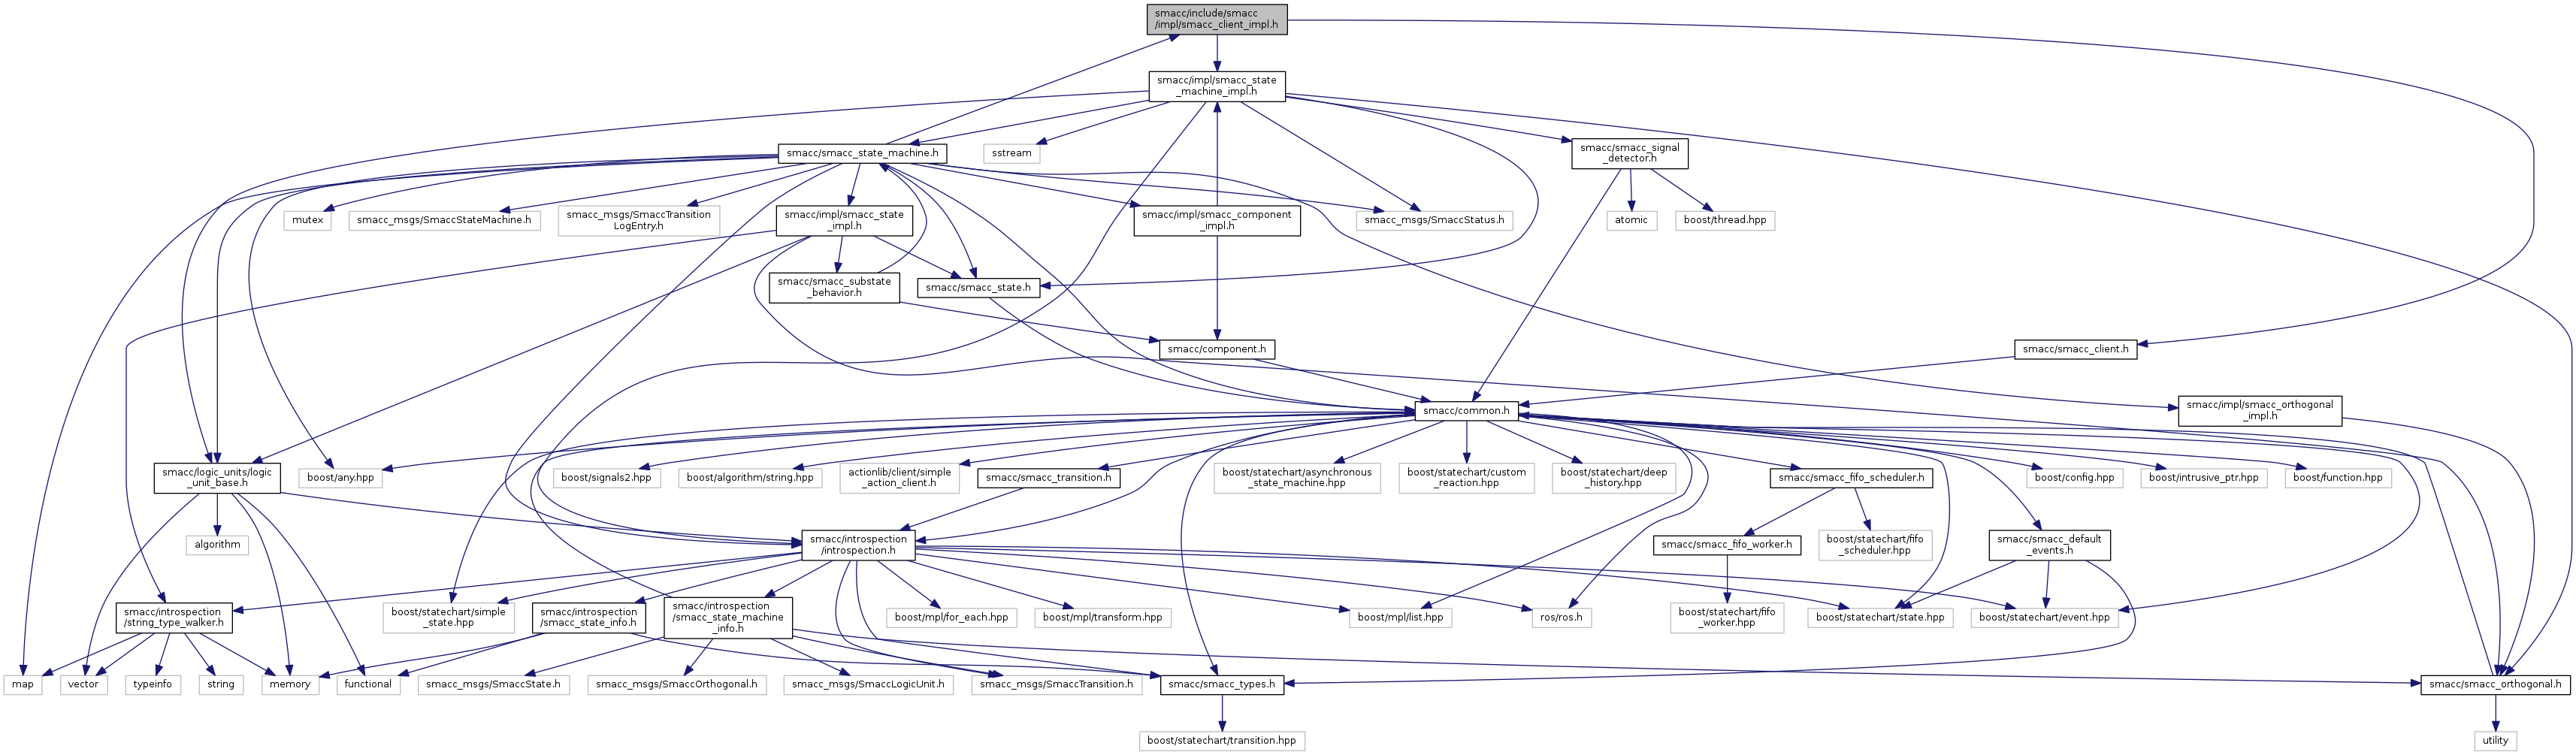 smacc/include/smacc
/impl/smacc_client_impl.h
smacc/impl/smacc_state
_machine_impl.h
smacc/smacc_state_machine.h
sstream
smacc/smacc_signal
_detector.h
mutex
smacc_msgs/SmaccStateMachine.h
smacc_msgs/SmaccTransition
LogEntry.h
smacc/impl/smacc_state
_impl.h
smacc/impl/smacc_component
_impl.h
smacc_msgs/SmaccStatus.h
atomic
boost/thread.hpp
smacc/smacc_substate
_behavior.h
smacc/smacc_state.h
smacc/component.h
smacc/smacc_client.h
smacc/common.h
smacc/impl/smacc_orthogonal
_impl.h
smacc/logic_units/logic
_unit_base.h
boost/any.hpp
boost/signals2.hpp
boost/algorithm/string.hpp
actionlib/client/simple
_action_client.h
smacc/smacc_transition.h
boost/statechart/asynchronous
_state_machine.hpp
boost/statechart/custom
_reaction.hpp
boost/statechart/deep
_history.hpp
smacc/smacc_fifo_scheduler.h
boost/config.hpp
boost/intrusive_ptr.hpp
boost/function.hpp
algorithm
smacc/introspection
/introspection.h
smacc/smacc_fifo_worker.h
boost/statechart/fifo
_scheduler.hpp
smacc/smacc_default
_events.h
smacc/introspection
/string_type_walker.h
boost/statechart/simple
_state.hpp
smacc/introspection
/smacc_state_info.h
smacc/introspection
/smacc_state_machine
_info.h
boost/mpl/for_each.hpp
boost/mpl/transform.hpp
boost/mpl/list.hpp
ros/ros.h
boost/statechart/fifo
_worker.hpp
boost/statechart/state.hpp
boost/statechart/event.hpp
map
vector
typeinfo
string
memory
functional
smacc_msgs/SmaccState.h
smacc_msgs/SmaccOrthogonal.h
smacc_msgs/SmaccLogicUnit.h
smacc_msgs/SmaccTransition.h
smacc/smacc_types.h
smacc/smacc_orthogonal.h
boost/statechart/transition.hpp
utility